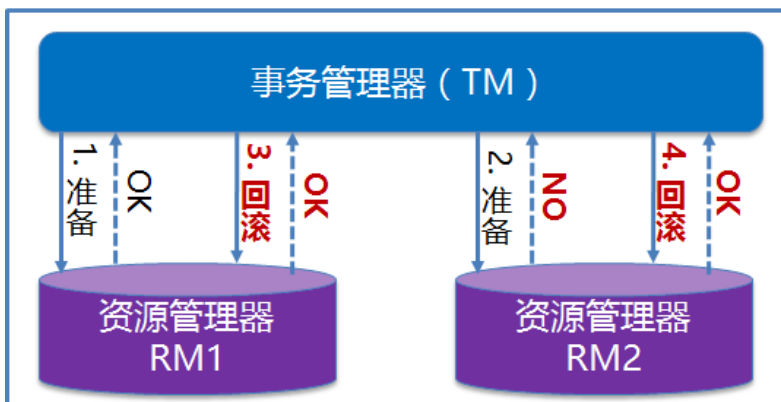 事务管理器（TM）
1. 准备
OK
3. 回滚
OK
2. 准备
NO
4. 回滚
OK
资源管理器
RM1
资源管理器
RM2